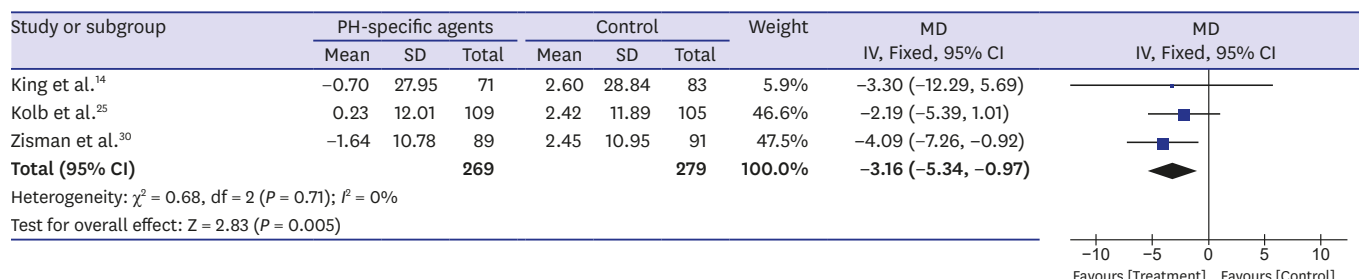 Study or subgroup PH-specific agents Control Weight MD MD
Mean SD Total Mean SD Total IV, Fixed, 95% CI IV, Fixed, 95% CI
King et al.¹⁴ −0.70 27.95 71 2.60 28.84 83 5.9% −3.30 (−12.29, 5.69)
Kolb et al.²⁵ 0.23 12.01 109 2.42 11.89 105 46.6% −2.19 (−5.39, 1.01)
Zisman et al.³⁰ −1.64 10.78 89 2.45 10.95 91 47.5% −4.09 (−7.26, −0.92)
Total (95% CI) 269 279 100.0% −3.16 (−5.34, −0.97)
Heterogeneity: χ² = 0.68, df = 2 (P = 0.71); I² = 0%
Test for overall effect: Z = 2.83 (P = 0.005)
−10 −5 0 5 10
Favours [Treatment] Favours [Control]